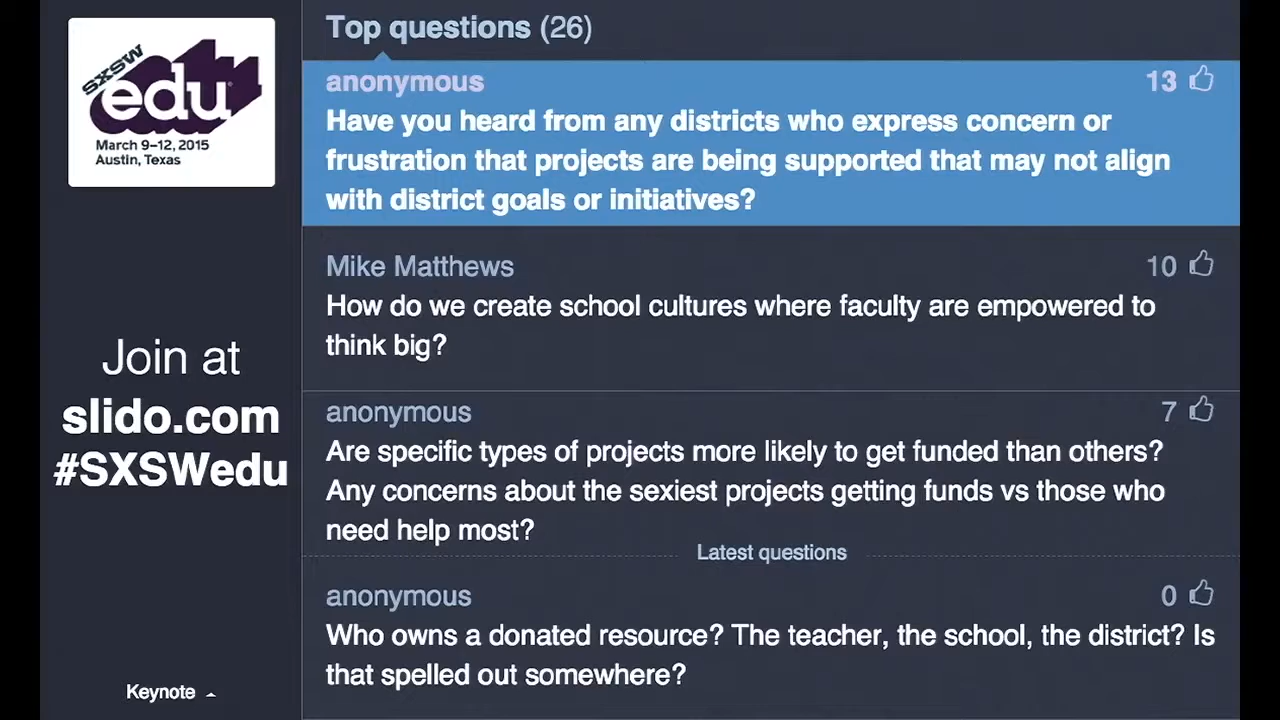 SXSW
edu
March 9–12, 2015
Austin, Texas
Join at
slido.com
#SXSWedu
Keynote
Top questions (26)
anonymous 13
Have you heard from any districts who express concern or
frustration that projects are being supported that may not align
with district goals or initiatives?
Mike Matthews 10
How do we create school cultures where faculty are empowered to
think big?
anonymous 7
Are specific types of projects more likely to get funded than others?
Any concerns about the sexiest projects getting funds vs those who
need help most?
Latest questions
anonymous 0
Who owns a donated resource? The teacher, the school, the district? Is
that spelled out somewhere?